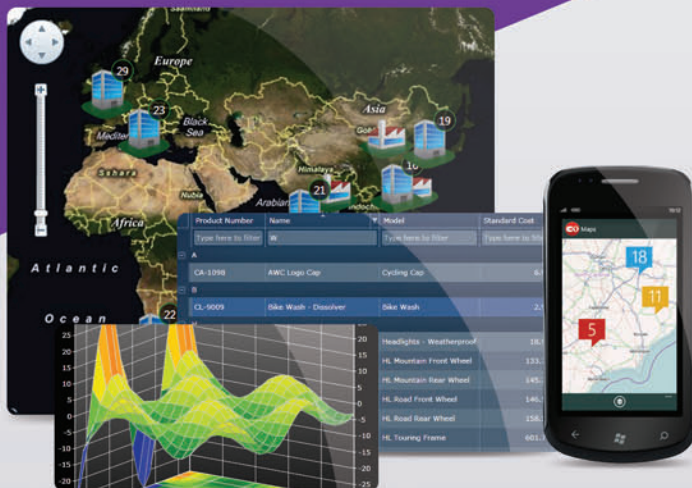 Scandinavia
29
Europe
23
Black
Sea
Asia
19
Sahara
Himalaya
Nubia
Arabian
21
Africa
Atlantic
Ocean
22
Product Number Name Model Standard Cost
Type here to filter W Type here to filter
A
CA-1098 AWC Logo Cap Cycling Cap
B
CL-9009 Bike Wash - Dissolver Bike Wash
Headlights - Weatherproof
HL Mountain Front Wheel
HL Mountain Rear Wheel
HL Road Front Wheel
HL Road Rear Wheel
HL Touring Frame
25
20
15
10
5
0
-5
-10
-15
-20
20
15
10
5
0
-5
-10
-15
-20
-25
Maps
18
11
5